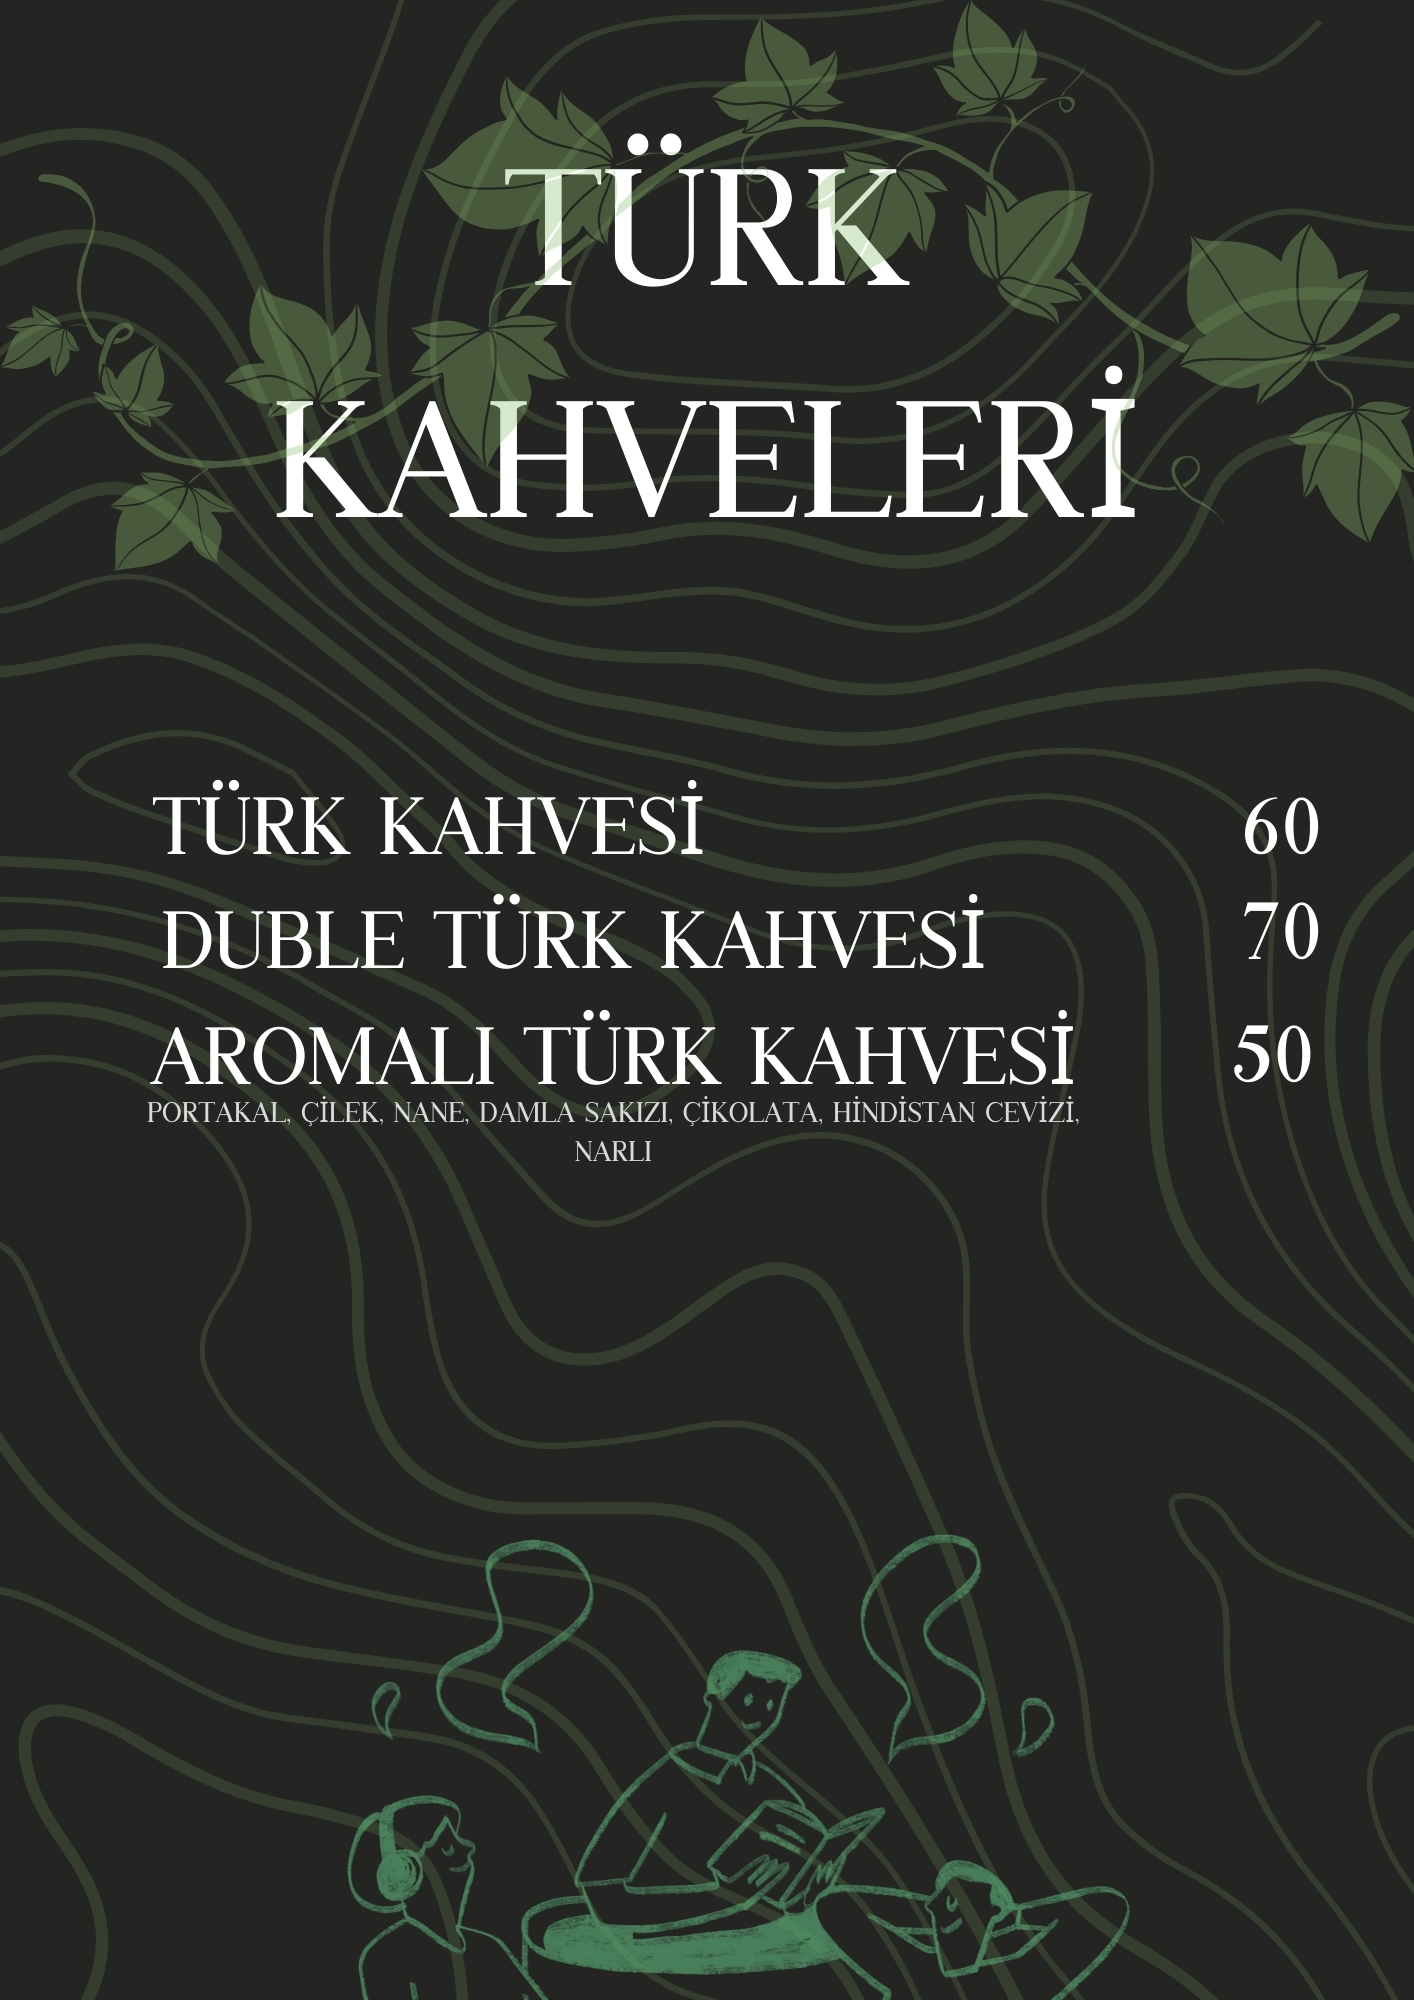 TÜRK
KAHVELERİ
TÜRK KAHVESİ 60
DUBLE TÜRK KAHVESİ 70
AROMALI TÜRK KAHVESİ 50
PORTAKAL, ÇİLEK, NANE, DAMLA SAKIZI, ÇİKOLATA, HİNDİSTAN CEVİZİ,
NARLI